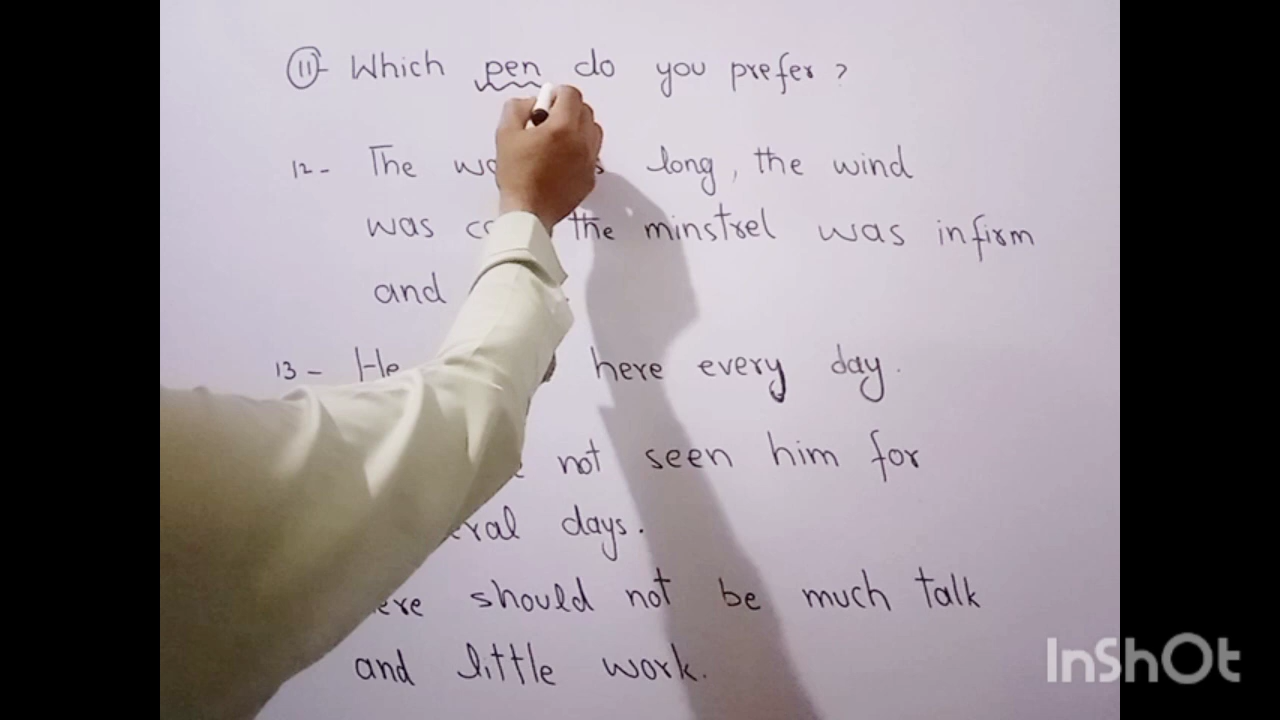 11- Which pen do you prefer ?
12- The long, the wind
was the minstrel was infirm
and
13- He here every day.
not seen him for
days.
should not be much talk
and little work.
InShOt